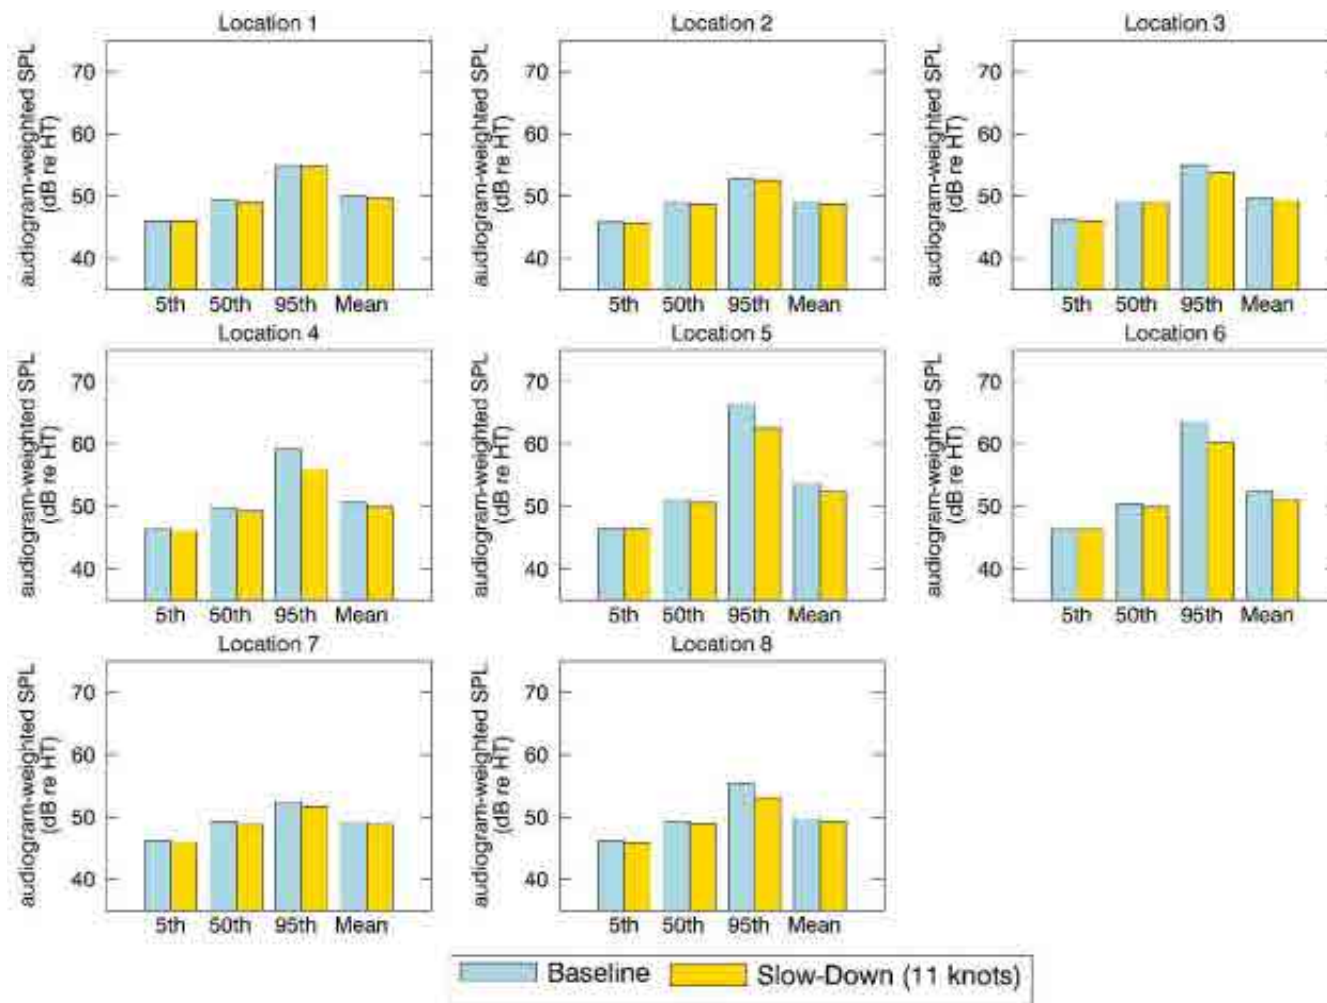 Location 1
Location 2
Location 3
audiogram-weighted SPL
(dB re HT)
70
60
50
40
5th 50th 95th Mean
audiogram-weighted SPL
(dB re HT)
70
60
50
40
5th 50th 95th Mean
audiogram-weighted SPL
(dB re HT)
70
60
50
40
5th 50th 95th Mean
Location 4
Location 5
Location 6
audiogram-weighted SPL
(dB re HT)
70
60
50
40
5th 50th 95th Mean
audiogram-weighted SPL
(dB re HT)
70
60
50
40
5th 50th 95th Mean
audiogram-weighted SPL
(dB re HT)
70
60
50
40
5th 50th 95th Mean
Location 7
Location 8
audiogram-weighted SPL
(dB re HT)
70
60
50
40
5th 50th 95th Mean
audiogram-weighted SPL
(dB re HT)
70
60
50
40
5th 50th 95th Mean
Baseline Slow-Down (11 knots)